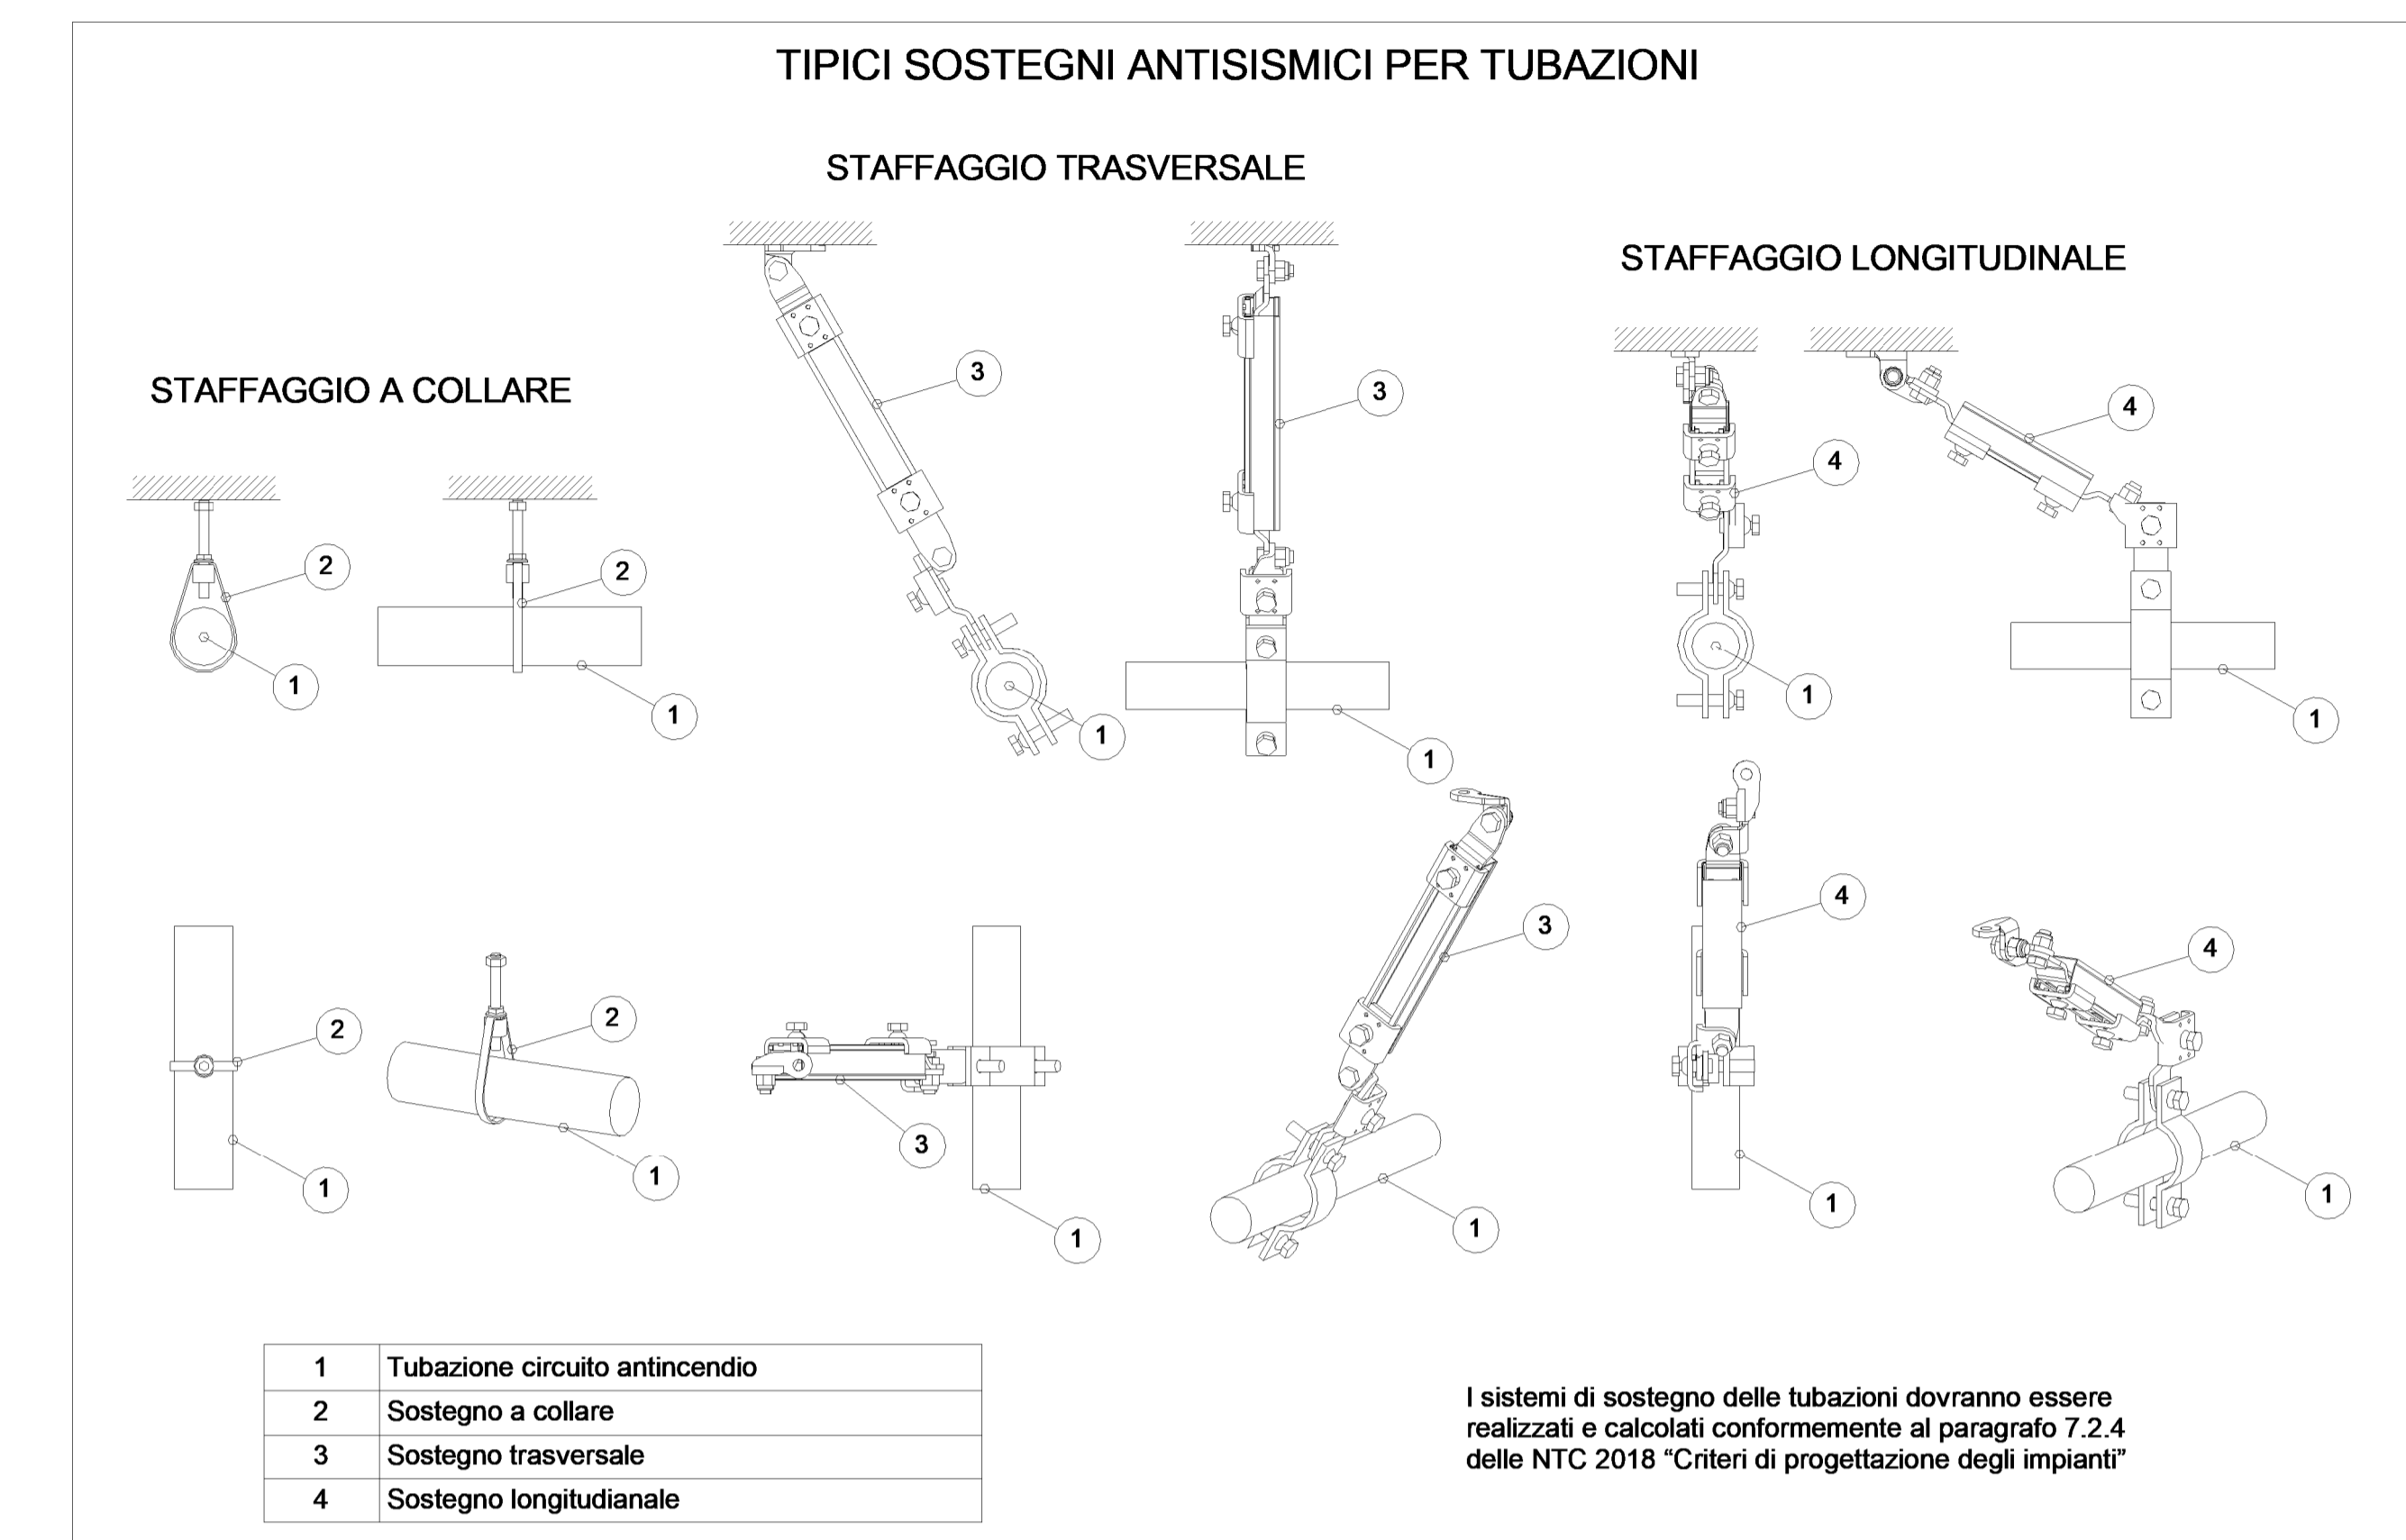 TIPICI SOSTEGNI ANTISISMICI PER TUBAZIONI
STAFFAGGIO TRASVERSALE
STAFFAGGIO LONGITUDINALE
STAFFAGGIO A COLLARE
3
3
4
4
2
2
1
1
1
1
1
1
3
4
4
2
2
3
1
1
1
1
1
1
1 Tubazione circuito antincendio
2 Sostegno a collare
3 Sostegno trasversale
4 Sostegno longitudianale
I sistemi di sostegno delle tubazioni dovranno essere
realizzati e calcolati conformemente al paragrafo 7.2.4
delle NTC 2018 “Criteri di progettazione degli impianti”